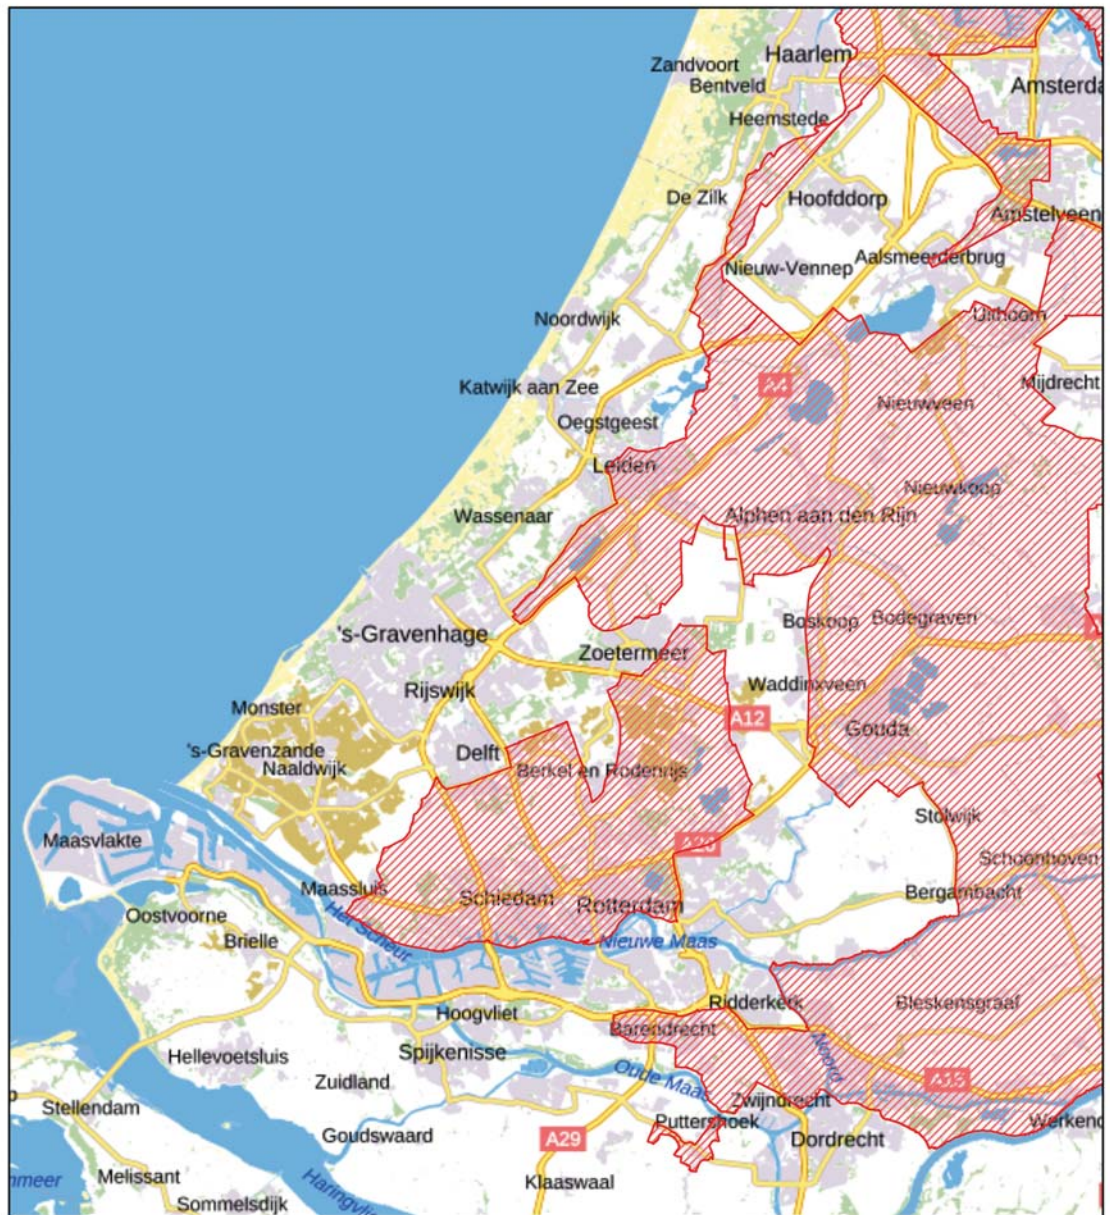 Haarlem
Zandvoort
Bentveld
Amsterda
Heemstede
De Zilk
Hoofddorp
Amstelveen
Aalsmeerderbrug
Nieuw-Vennep
Noordwijk
Uithoorn
Katwijk aan Zee
A4
Mijdrecht
Nieuwveen
Oegstgeest
Leiden
Nieuwkoop
Wassenaar
Alphen aan den Rijn
Boskoop
Bodegraven
's-Gravenhage
Zoetermeer
Rijswijk
Waddinxveen
Monster
A12
Gouda
's-Gravenzande
Naaldwijk
Delft
Berkel en Rodenrijs
Stolwijk
Maasvlakte
A20
Schoonhoven
Maassluis
Schiedam
Rotterdam
Bergambacht
Oostvoorne
Het Scheur
Brielle
Nieuwe Maas
Hoogvliet
Ridderkerk
Bleskensgraaf
Barendrecht
Hellevoetsluis
Spijkenisse
Noord
Zuidland
Oude Maas
A15
Stellendam
Zwijndrecht
Puttershoek
Werkend
Goudswaard
A29
Dordrecht
Melissant
Klaaswaal
nmeer
Haringvlie
Sommelsdijk